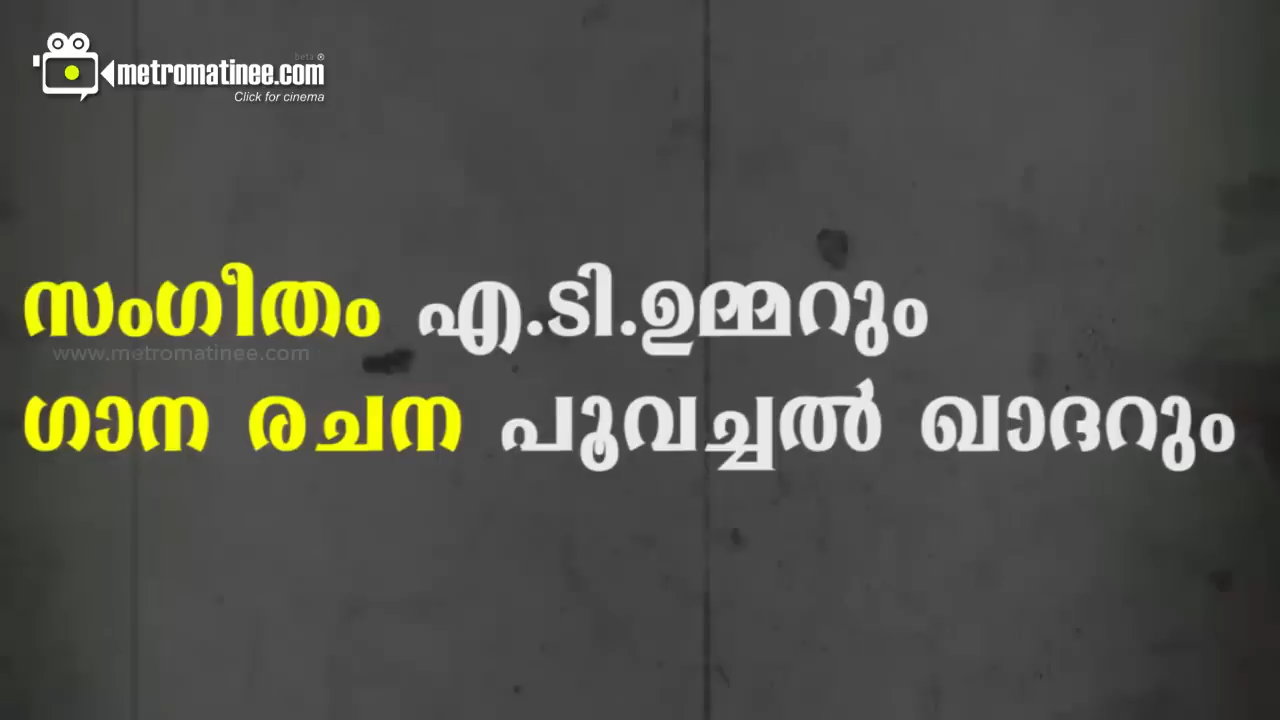 beta ®
metromatinee.com
Click for cinema
സംഗീതം എ.ടി.ഉമ്മറും
www.metromatinee.com
ഗാന രചന പൂവച്ചൽ ഖാദറും